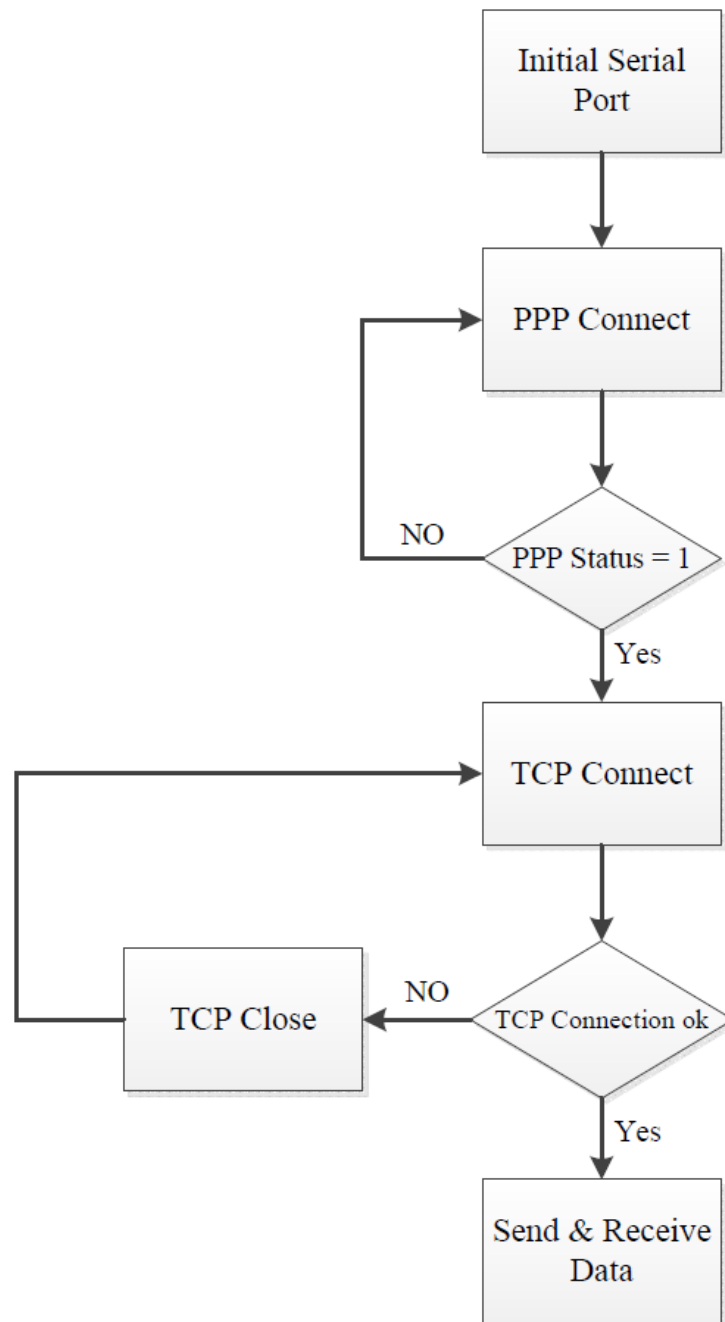 Initial Serial
Port
PPP Connect
NO
PPP Status = 1
Yes
TCP Connect
TCP Close
NO
TCP Connection ok
Yes
Send & Receive
Data